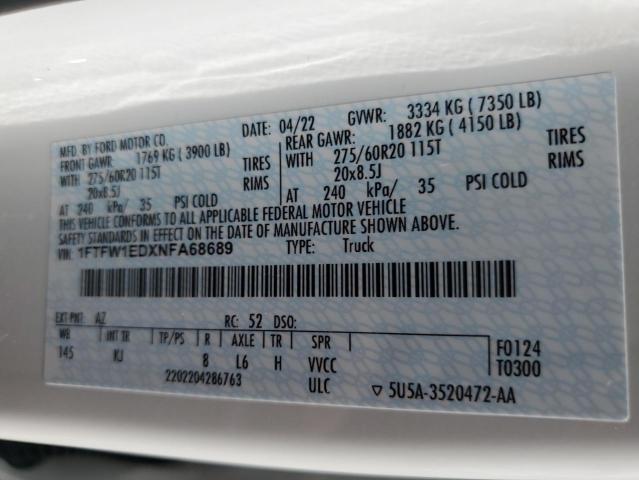 MFD. BY FORD MOTOR CO. DATE: 04/22 GVWR: 3334 KG ( 7350 LB)
FRONT GAWR: 1769 KG ( 3900 LB) REAR GAWR: 1882 KG ( 4150 LB)
WITH 275/60R20 115T TIRES WITH 275/60R20 115T TIRES
20x8.5J RIMS 20x8.5J RIMS
AT 240 kPa/ 35 PSI COLD AT 240 kPa/ 35 PSI COLD
THIS VEHICLE CONFORMS TO ALL APPLICABLE FEDERAL MOTOR VEHICLE
SAFETY STANDARDS IN EFFECT ON THE DATE OF MANUFACTURE SHOWN ABOVE.
VIN: 1FTFW1EDXNFA68689 TYPE: Truck
EXT PNT: AZ RC: 52 DSO:
WB INT TR TP/PS R AXLE TR SPR F0124
145 KJ 8 L6 H VVCC T0300
2202204286763 ULC ▽ 5U5A-3520472-AA